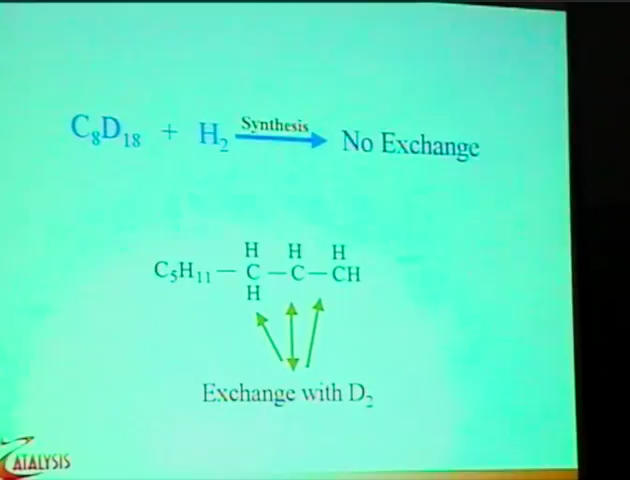 C₈D₁₈ + H₂ Synthesis No Exchange
H H H
C₅H₁₁ — C — C — CH
H
Exchange with D₂
CATALYSIS